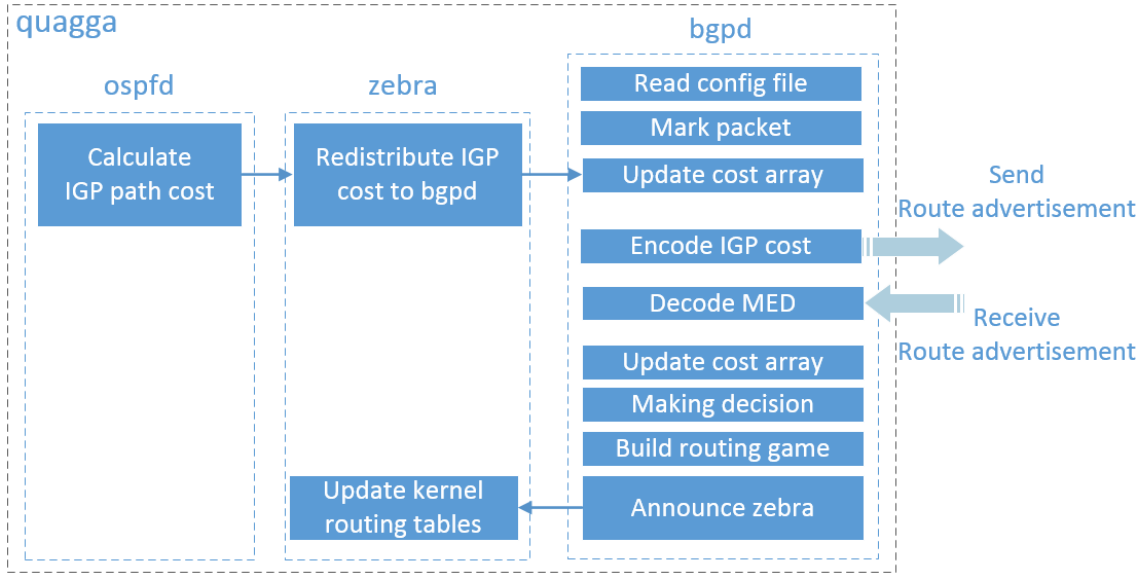 quagga
ospfd
zebra
bgpd
Calculate
IGP path cost
Redistribute IGP
cost to bgpd
Read config file
Mark packet
Update cost array
Encode IGP cost
Decode MED
Update cost array
Making decision
Build routing game
Announce zebra
Update kernel
routing tables
Send
Route advertisement
Receive
Route advertisement